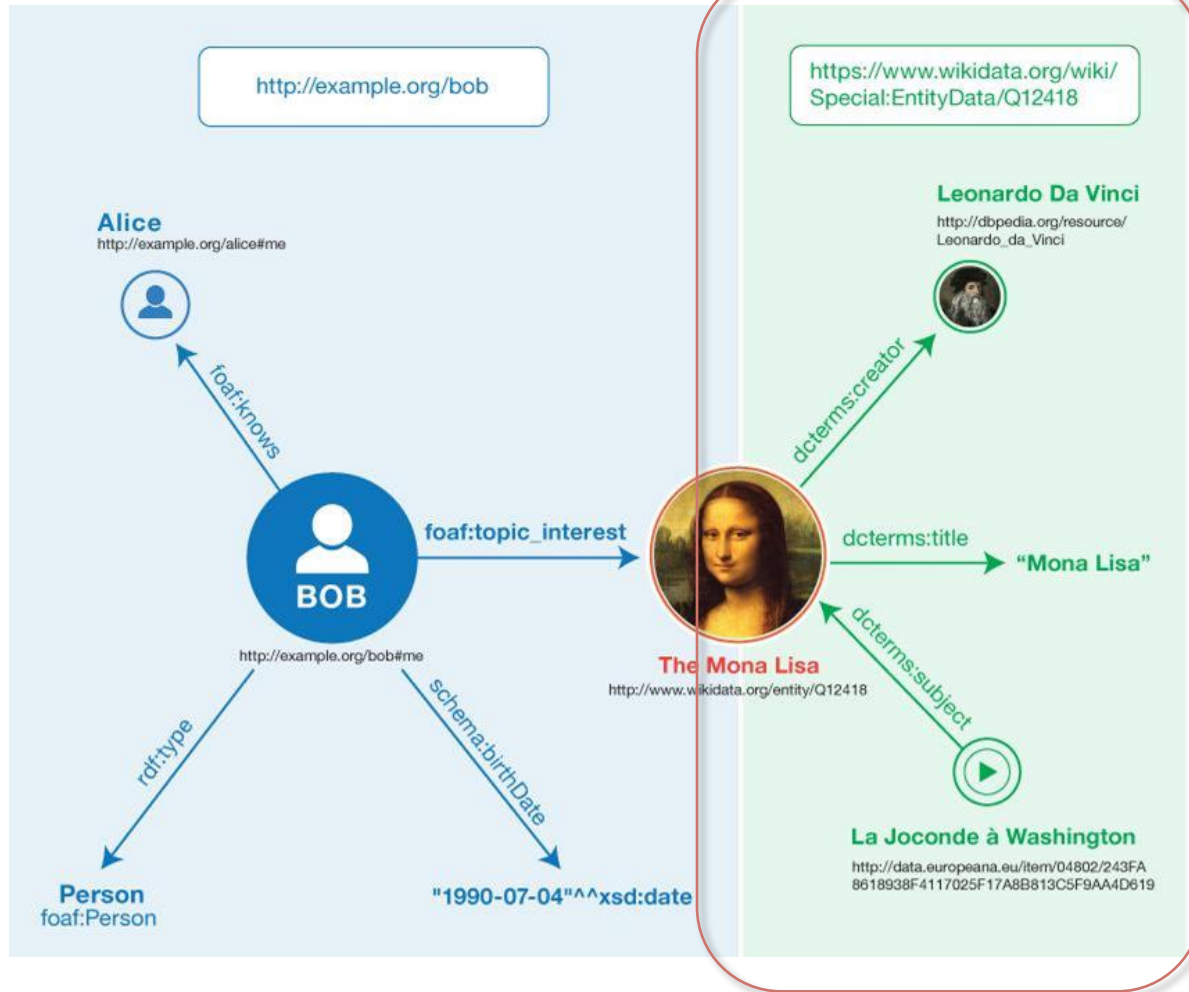 http://example.org/bob
https://www.wikidata.org/wiki/
Special:EntityData/Q12418
Alice
http://example.org/alice#me
Leonardo Da Vinci
http://dbpedia.org/resource/
Leonardo_da_Vinci
foaf:knows
dcterms:creator
foaf:topic_interest
dcterms:title
"Mona Lisa"
BOB
http://example.org/bob#me
The Mona Lisa
http://www.wikidata.org/entity/Q12418
dcterms:subject
rdf:type
schema:birthDate
La Joconde à Washington
http://data.europeana.eu/item/04802/243FA
8618938F4117025F17A8B813C5F9AA4D619
Person
foaf:Person
"1990-07-04"^^xsd:date